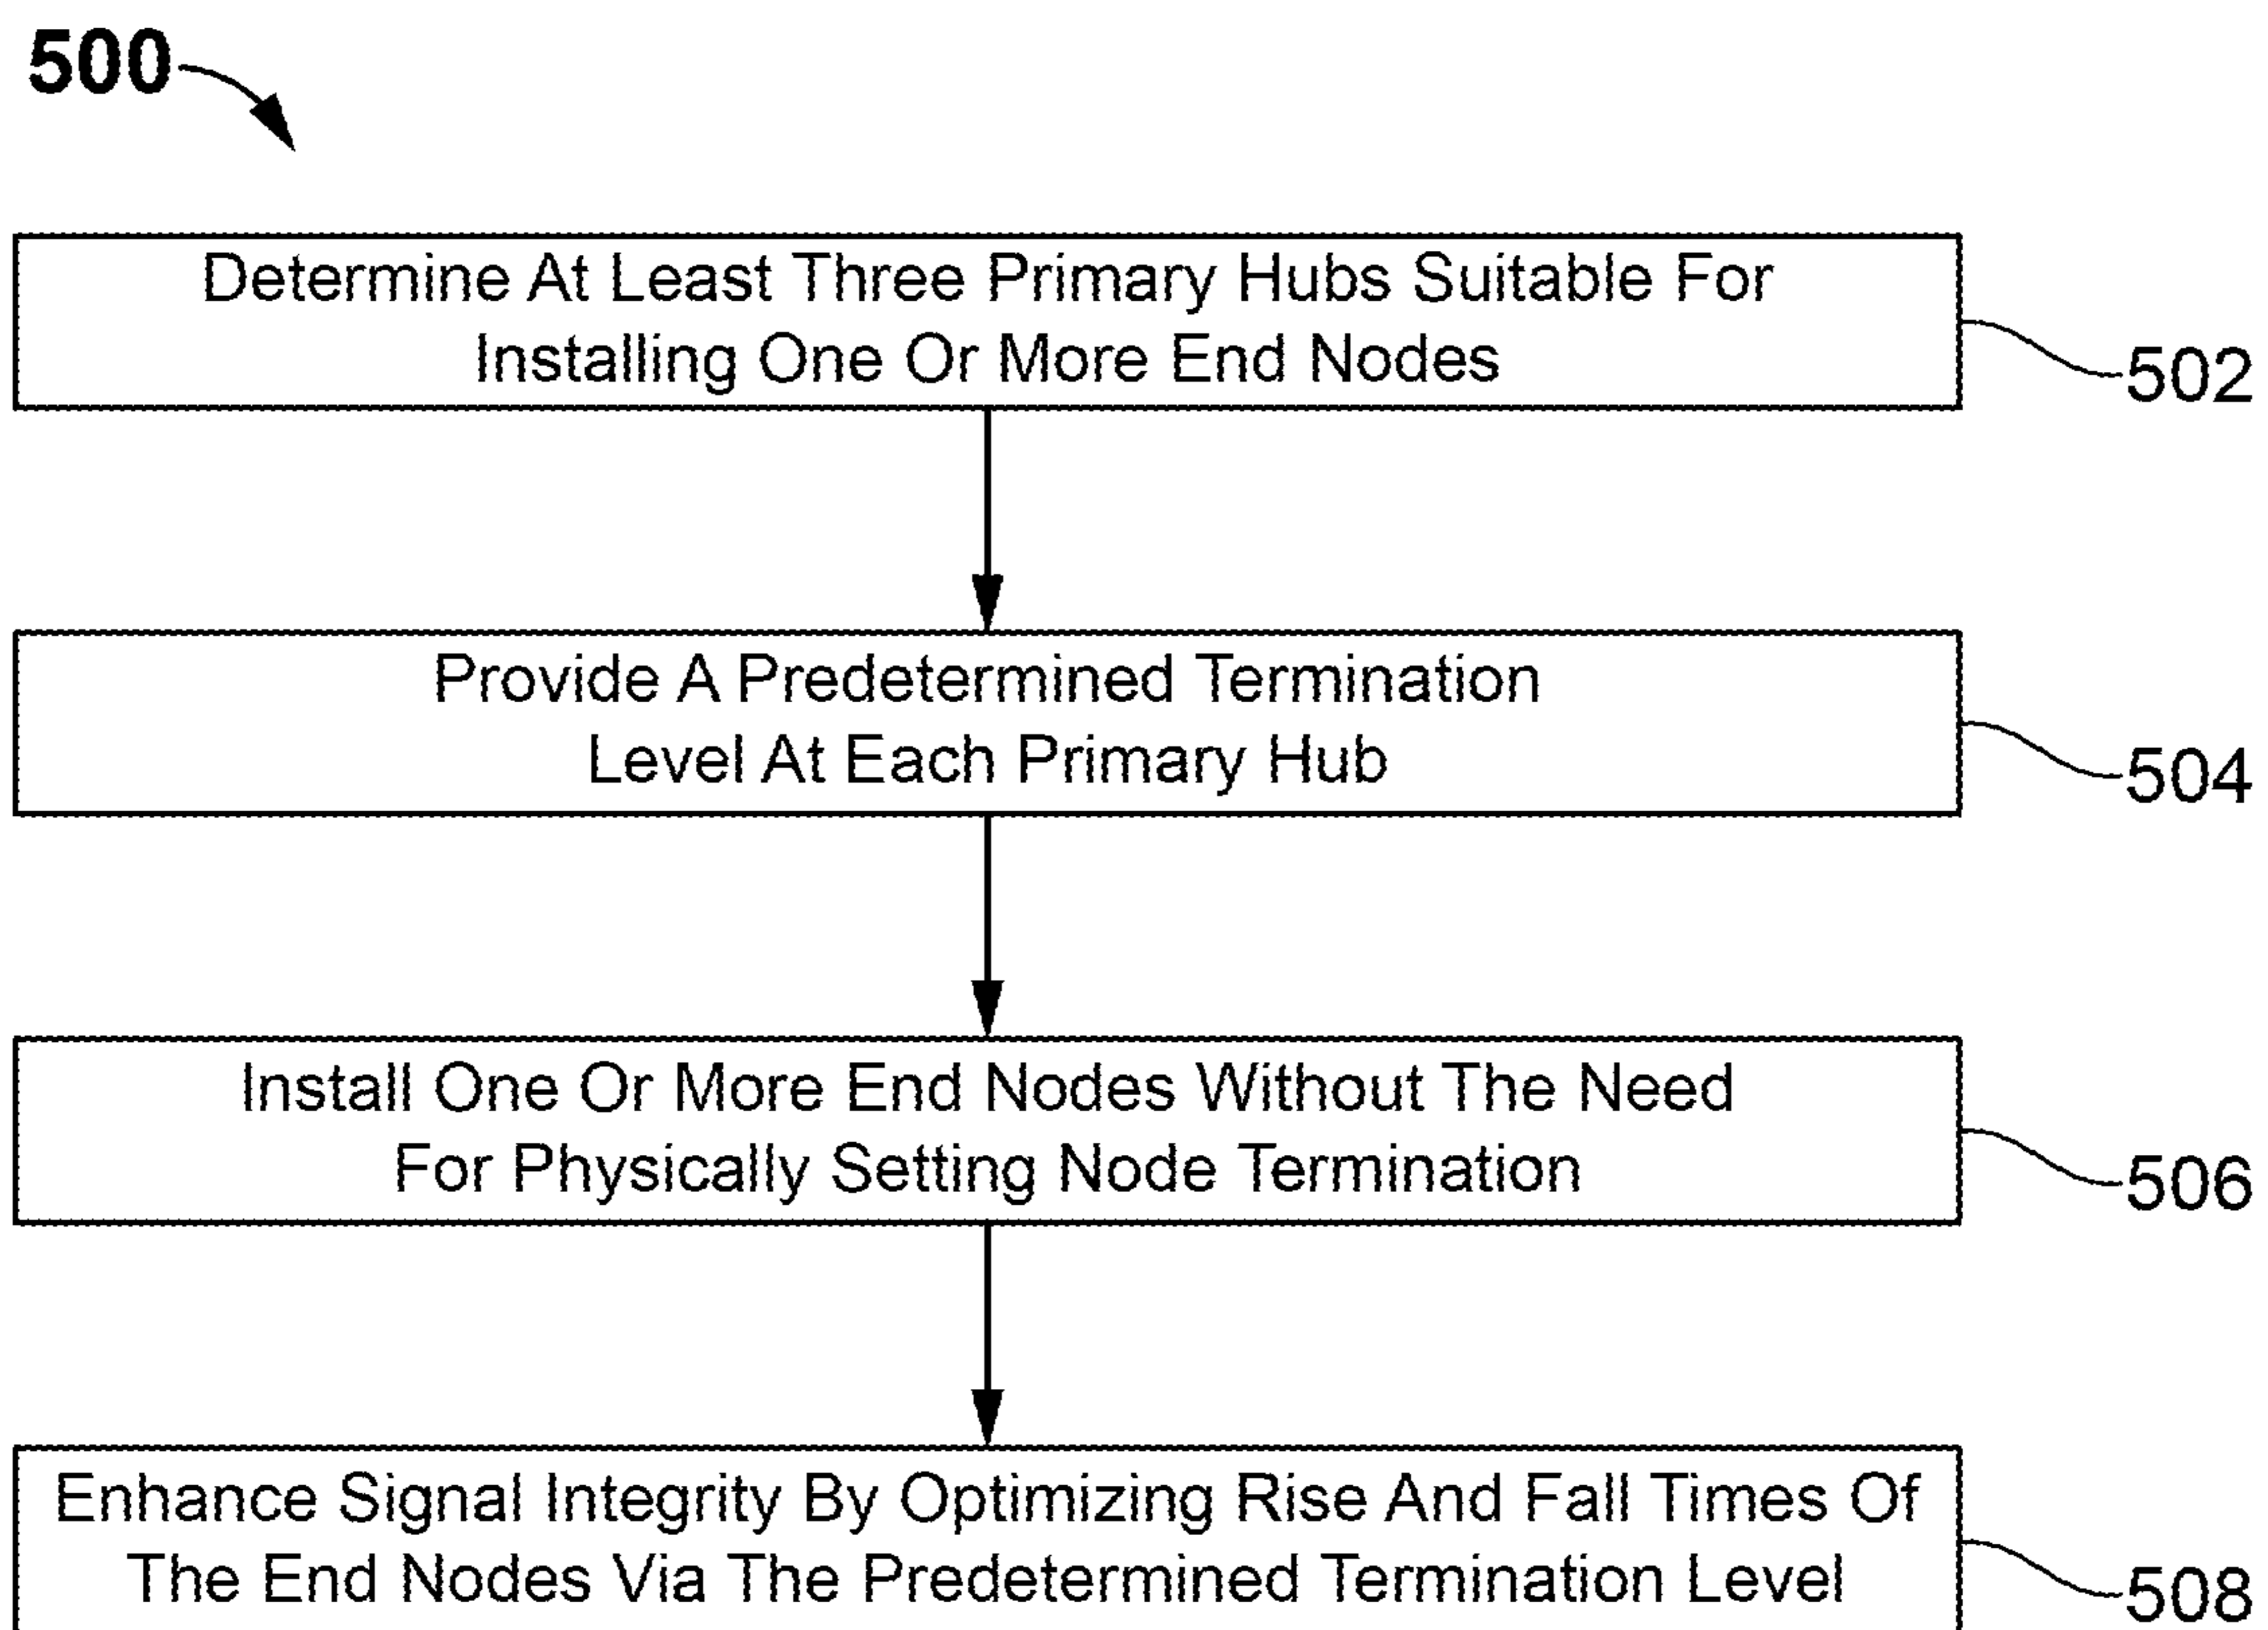 500
Determine At Least Three Primary Hubs Suitable For
Installing One Or More End Nodes
502
Provide A Predetermined Termination
Level At Each Primary Hub
504
Install One Or More End Nodes Without The Need
For Physically Setting Node Termination
506
Enhance Signal Integrity By Optimizing Rise And Fall Times Of
The End Nodes Via The Predetermined Termination Level
508